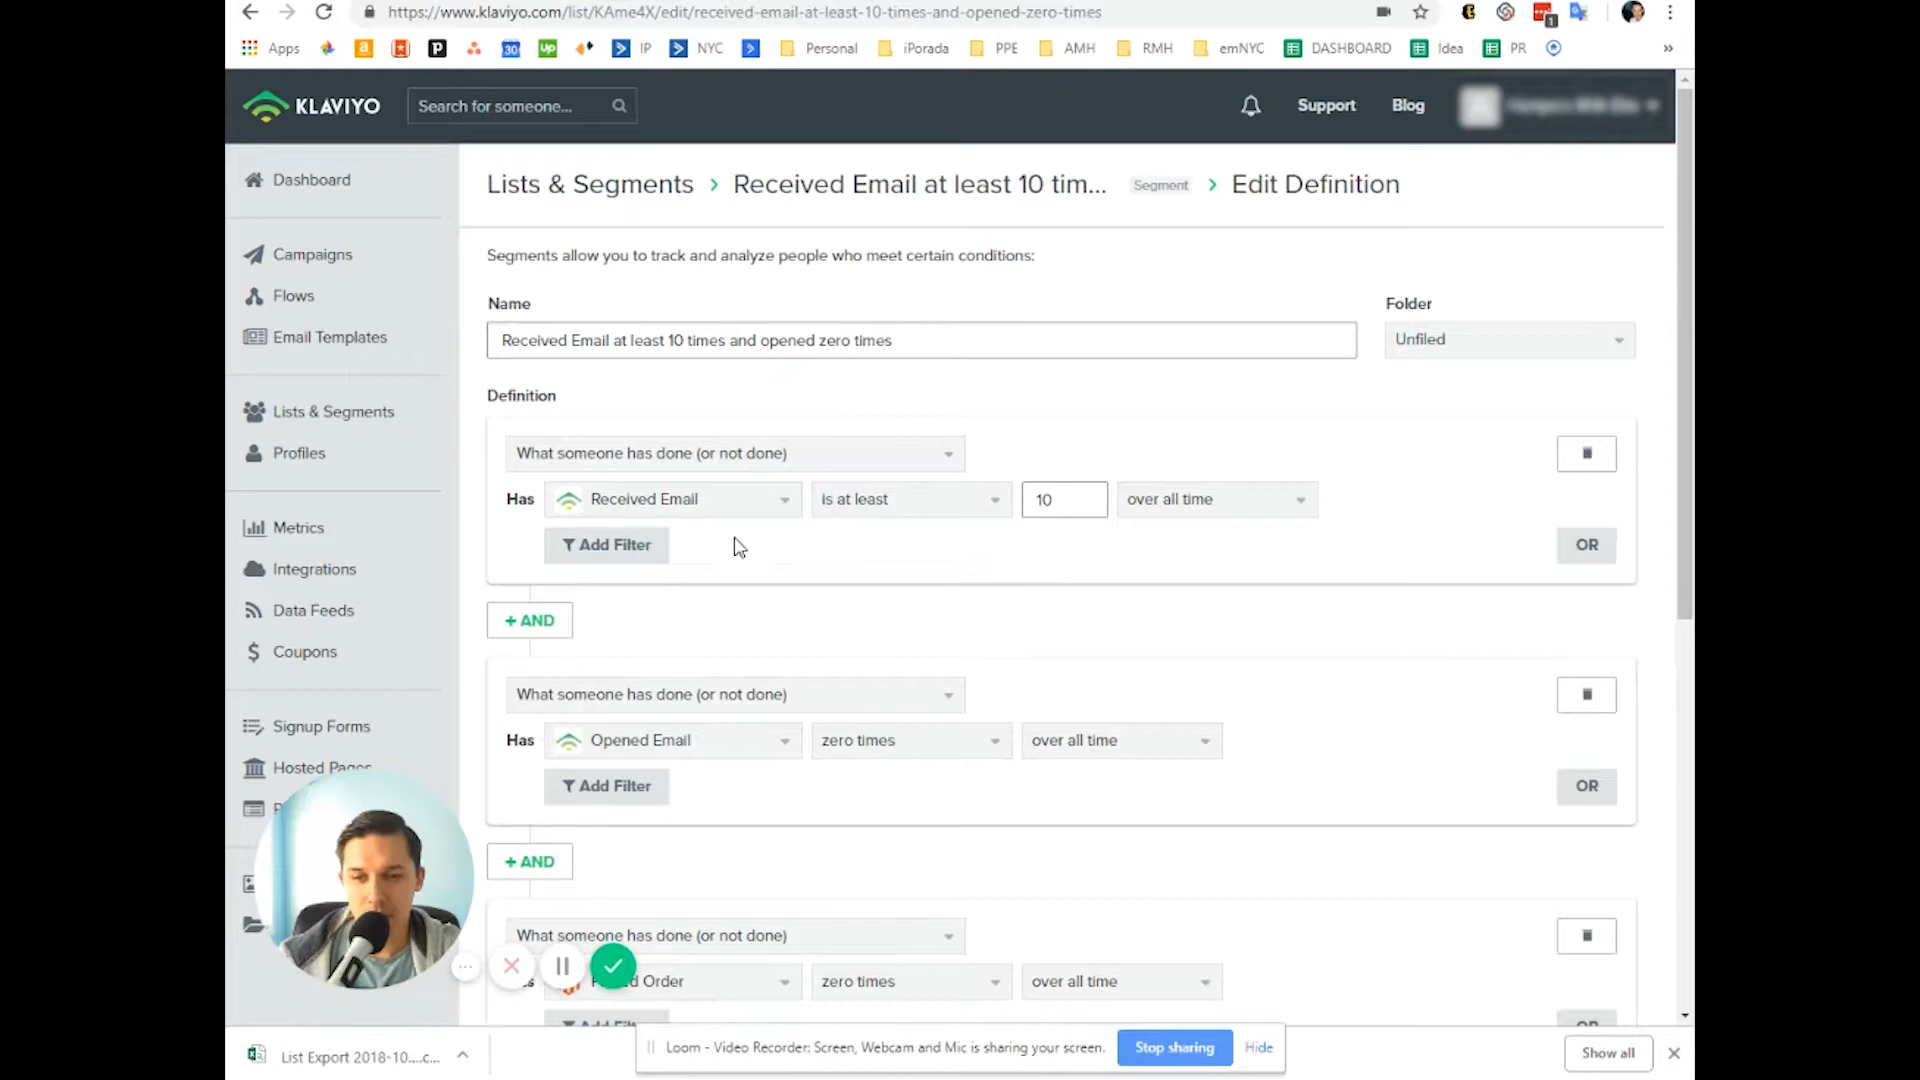 https://www.klaviyo.com/list/KAme4X/edit/received-email-at-least-10-times-and-opened-zero-times
1
Apps
a
P
30
up
IP
NYC
Personal
iPorada
PPE
AMH
RMH
emNYC
DASHBOARD
Idea
PR
»
KLAVIYO
Search for someone...
Support
Blog
Dashboard
Campaigns
Flows
Email Templates
Lists & Segments
Profiles
Metrics
Integrations
Data Feeds
Coupons
Signup Forms
Hosted Pages
Lists & Segments > Received Email at least 10 tim... Segment > Edit Definition
Segments allow you to track and analyze people who meet certain conditions:
Name
Folder
Received Email at least 10 times and opened zero times
Unfiled
Definition
What someone has done (or not done)
Has Received Email is at least 10 over all time
Add Filter
OR
+ AND
What someone has done (or not done)
Has Opened Email zero times over all time
Add Filter
OR
+ AND
What someone has done (or not done)
d Order zero times over all time
Add Filt
OR
List Export 2018-10....c...
Loom - Video Recorder: Screen, Webcam and Mic is sharing your screen.
Stop sharing
Hide
Show all